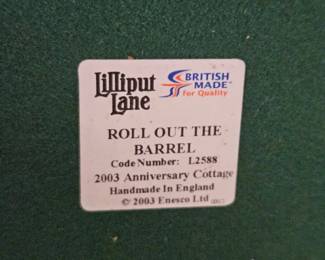 Lilliput Lane
BRITISH MADE
for Quality
ROLL OUT THE
BARREL
Code Number: L2588
2003 Anniversary Cottage
Handmade In England
© 2003 Enesco Ltd